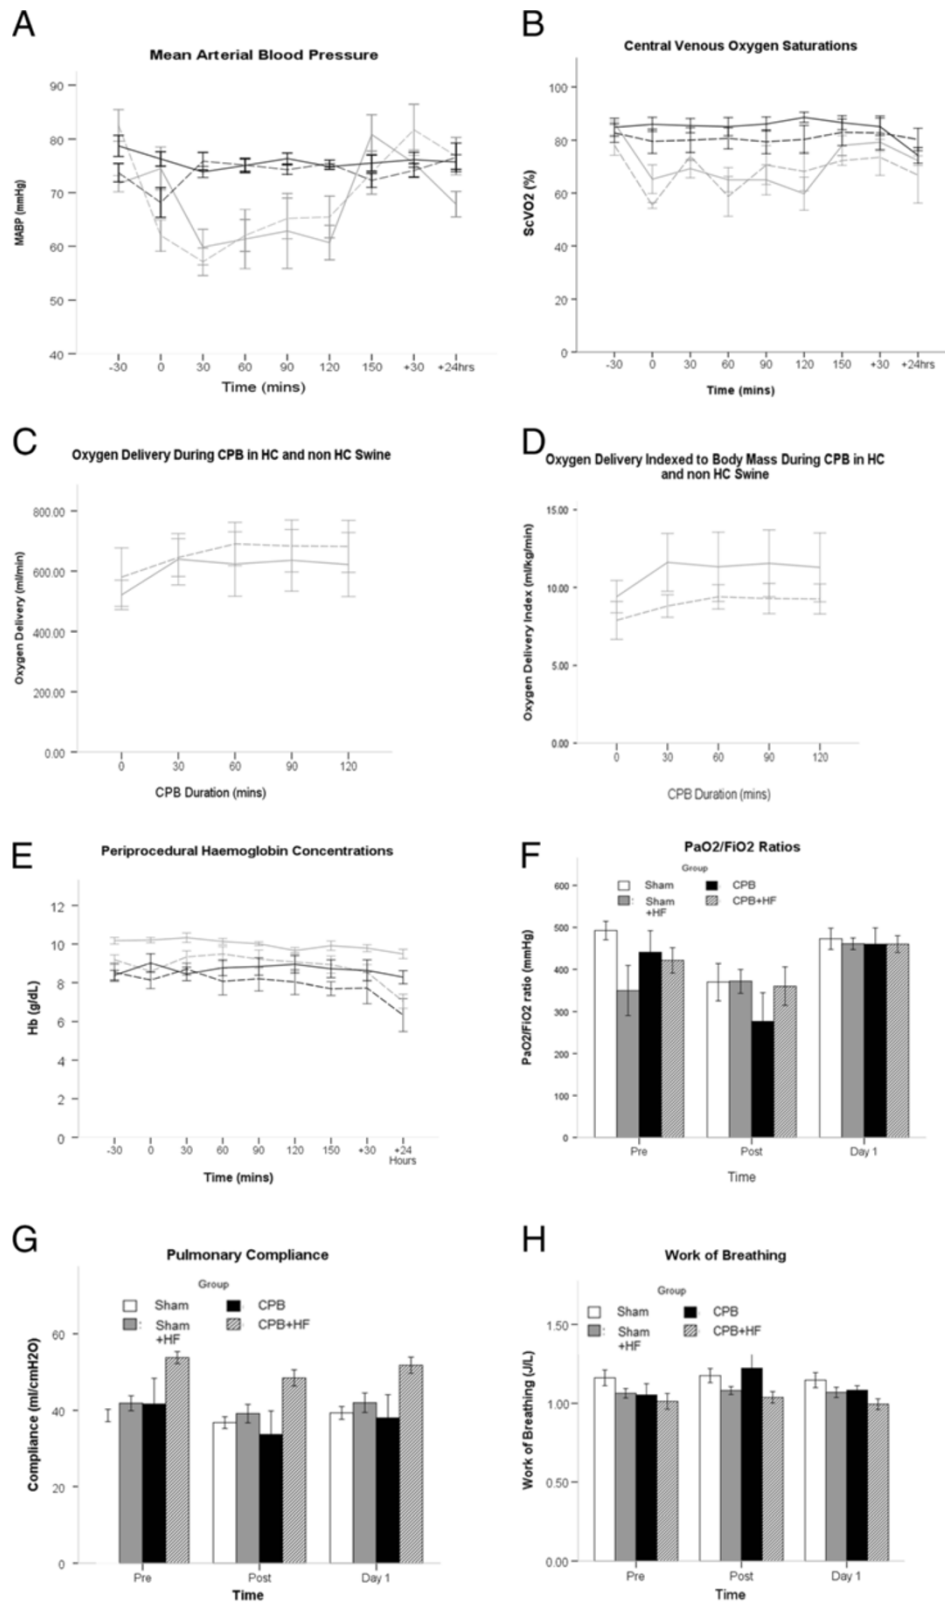 A
Mean Arterial Blood Pressure
MABP (mmHg)
90
80
70
60
50
40
-30 0 30 60 90 120 150 +30 +24hrs
Time (mins)
B
Central Venous Oxygen Saturations
ScVO2 (%)
100
80
60
40
20
0
-30 0 30 60 90 120 150 +30 +24hrs
Time (mins)
C
Oxygen Delivery During CPB in HC and non HC Swine
Oxygen Delivery (ml/min)
800.00
600.00
400.00
200.00
0.00
0 30 60 90 120
CPB Duration (mins)
D
Oxygen Delivery Indexed to Body Mass During CPB in HC
and non HC Swine
Oxygen Delivery Index (ml/kg/min)
15.00
10.00
5.00
0.00
0 30 60 90 120
CPB Duration (mins)
E
Periprocedural Haemoglobin Concentrations
Hb (g/dL)
12
10
8
6
4
2
0
-30 0 30 60 90 120 150 +30 +24
Hours
Time (mins)
F
PaO2/FiO2 Ratios
Group
Sham CPB
Sham CPB+HF
+HF
PaO2/FiO2 ratio (mmHg)
600
500
400
300
200
100
0
Pre Post Day 1
Time
G
Pulmonary Compliance
Group
Sham CPB
Sham CPB+HF
+HF
Compliance (ml/cmH2O)
60
40
20
0
Pre Post Day 1
Time
H
Work of Breathing
Group
Sham CPB
Sham CPB+HF
+HF
Work of Breathing (J/L)
1.50
1.00
0.50
0.00
Pre Post Day 1
Time